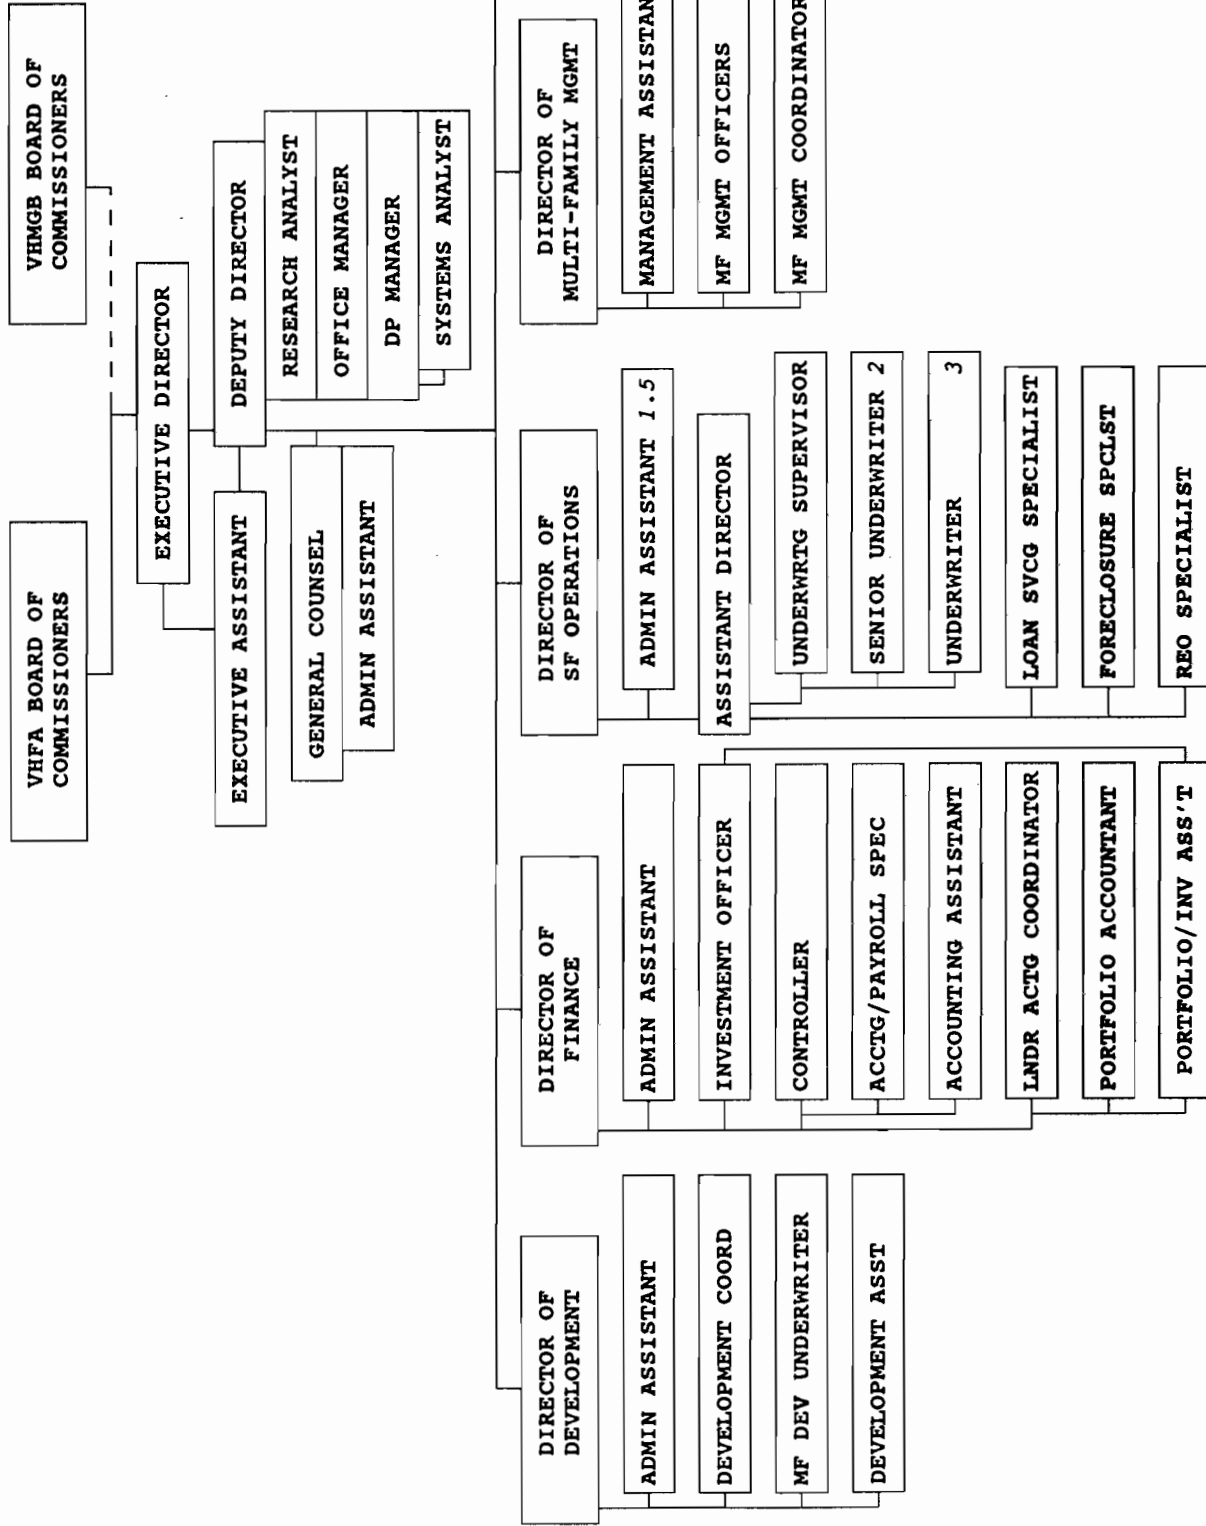 VHFA BOARD OF
COMMISSIONERS
VHMGB BOARD OF
COMMISSIONERS
EXECUTIVE DIRECTOR
EXECUTIVE ASSISTANT
DEPUTY DIRECTOR
RESEARCH ANALYST
OFFICE MANAGER
DP MANAGER
SYSTEMS ANALYST
GENERAL COUNSEL
ADMIN ASSISTANT
DIRECTOR OF
DEVELOPMENT
ADMIN ASSISTANT
DEVELOPMENT COORD
MF DEV UNDERWRITER
DEVELOPMENT ASST
DIRECTOR OF
FINANCE
ADMIN ASSISTANT
INVESTMENT OFFICER
CONTROLLER
ACCTG/PAYROLL SPEC
ACCOUNTING ASSISTANT
LNDR ACTG COORDINATOR
PORTFOLIO ACCOUNTANT
PORTFOLIO/INV ASS'T
DIRECTOR OF
SF OPERATIONS
ADMIN ASSISTANT 1.5
ASSISTANT DIRECTOR
UNDERWRTG SUPERVISOR
SENIOR UNDERWRITER 2
UNDERWRITER 3
LOAN SVCG SPECIALIST
FORECLOSURE SPCLST
REO SPECIALIST
DIRECTOR OF
MULTI-FAMILY MGMT
MANAGEMENT ASSISTAN
MF MGMT OFFICERS
MF MGMT COORDINATOR